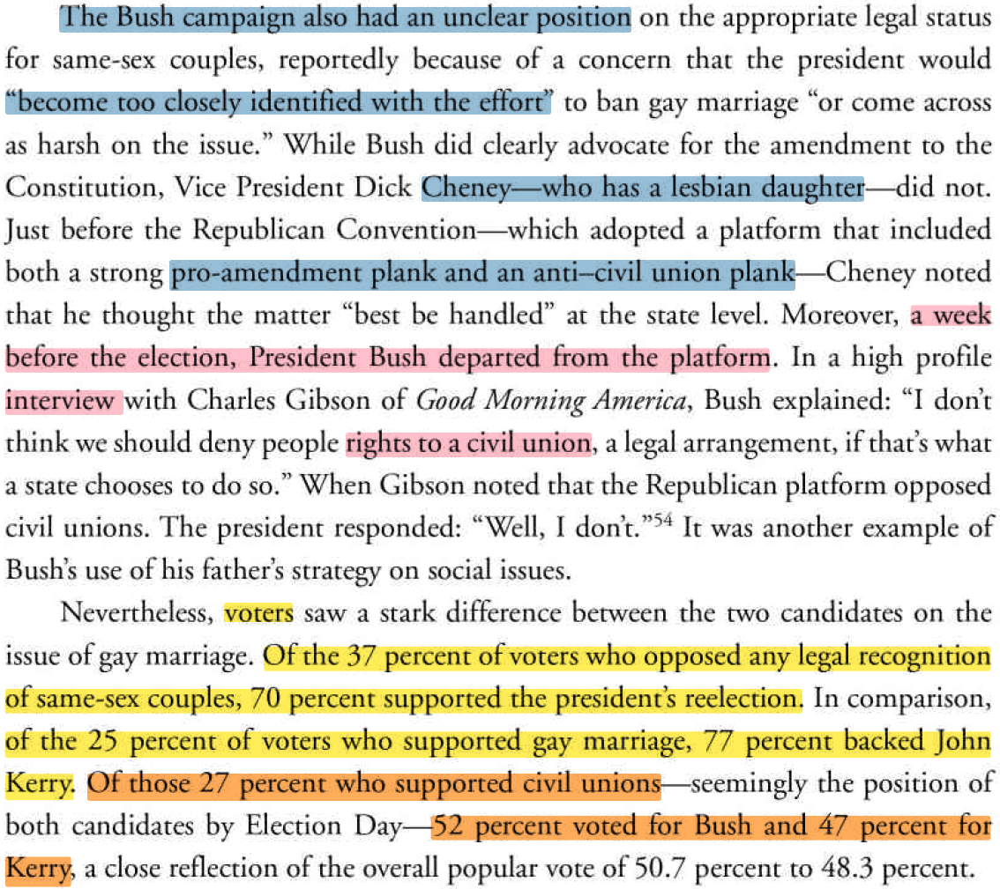 The Bush campaign also had an unclear position on the appropriate legal status
for same-sex couples, reportedly because of a concern that the president would
“become too closely identified with the effort” to ban gay marriage “or come across
as harsh on the issue.” While Bush did clearly advocate for the amendment to the
Constitution, Vice President Dick Cheney—who has a lesbian daughter—did not.
Just before the Republican Convention—which adopted a platform that included
both a strong pro-amendment plank and an anti–civil union plank—Cheney noted
that he thought the matter “best be handled” at the state level. Moreover, a week
before the election, President Bush departed from the platform. In a high profile
interview with Charles Gibson of Good Morning America, Bush explained: “I don’t
think we should deny people rights to a civil union, a legal arrangement, if that’s what
a state chooses to do so.” When Gibson noted that the Republican platform opposed
civil unions. The president responded: “Well, I don’t.”54 It was another example of
Bush’s use of his father’s strategy on social issues.
Nevertheless, voters saw a stark difference between the two candidates on the
issue of gay marriage. Of the 37 percent of voters who opposed any legal recognition
of same-sex couples, 70 percent supported the president’s reelection. In comparison,
of the 25 percent of voters who supported gay marriage, 77 percent backed John
Kerry. Of those 27 percent who supported civil unions—seemingly the position of
both candidates by Election Day—52 percent voted for Bush and 47 percent for
Kerry, a close reflection of the overall popular vote of 50.7 percent to 48.3 percent.